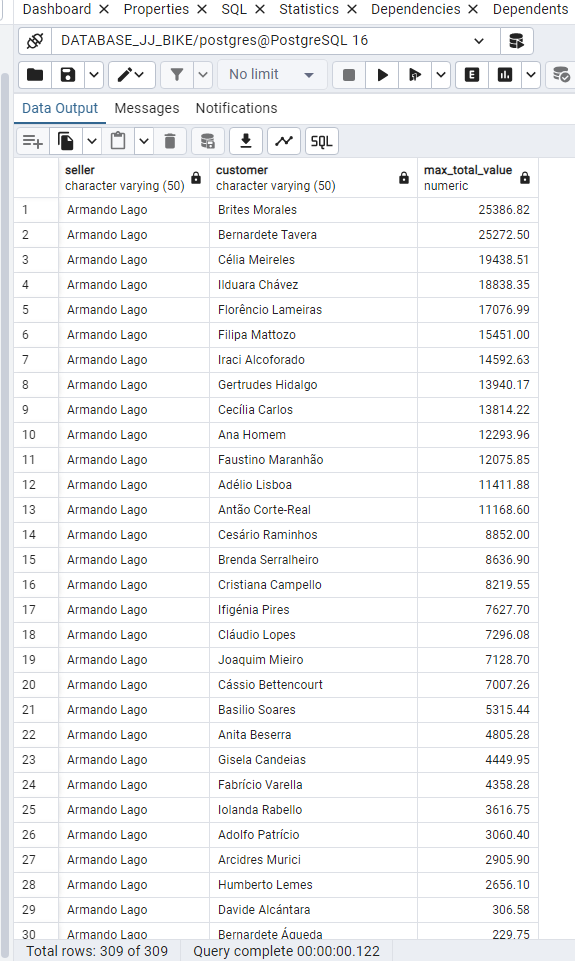 Dashboard Properties SQL Statistics Dependencies Dependents
DATABASE_JJ_BIKE/postgres@PostgreSQL 16
No limit
E
Data Output Messages Notifications
SQL
seller customer max_total_value
character varying (50) character varying (50) numeric
1 Armando Lago Brites Morales 25386.82
2 Armando Lago Bernardete Tavera 25272.50
3 Armando Lago Célia Meireles 19438.51
4 Armando Lago Ilduara Chávez 18838.35
5 Armando Lago Florêncio Lameiras 17076.99
6 Armando Lago Filipa Mattozo 15451.00
7 Armando Lago Iraci Alcoforado 14592.63
8 Armando Lago Gertrudes Hidalgo 13940.17
9 Armando Lago Cecília Carlos 13814.22
10 Armando Lago Ana Homem 12293.96
11 Armando Lago Faustino Maranhão 12075.85
12 Armando Lago Adélio Lisboa 11411.88
13 Armando Lago Antão Corte-Real 11168.60
14 Armando Lago Cesário Raminhos 8852.00
15 Armando Lago Brenda Serralheiro 8636.90
16 Armando Lago Cristiana Campello 8219.55
17 Armando Lago Ifigénia Pires 7627.70
18 Armando Lago Cláudio Lopes 7296.08
19 Armando Lago Joaquim Mieiro 7128.70
20 Armando Lago Cássio Bettencourt 7007.26
21 Armando Lago Basilio Soares 5315.44
22 Armando Lago Anita Beserra 4805.28
23 Armando Lago Gisela Candeias 4449.95
24 Armando Lago Fabrício Varella 4358.28
25 Armando Lago Iolanda Rabello 3616.75
26 Armando Lago Adolfo Patrício 3060.40
27 Armando Lago Arcidres Murici 2905.90
28 Armando Lago Humberto Lemes 2656.10
29 Armando Lago Davide Alcántara 306.58
30 Armando Lago Bernardete Águeda 229.75
Total rows: 309 of 309 Query complete 00:00:00.122